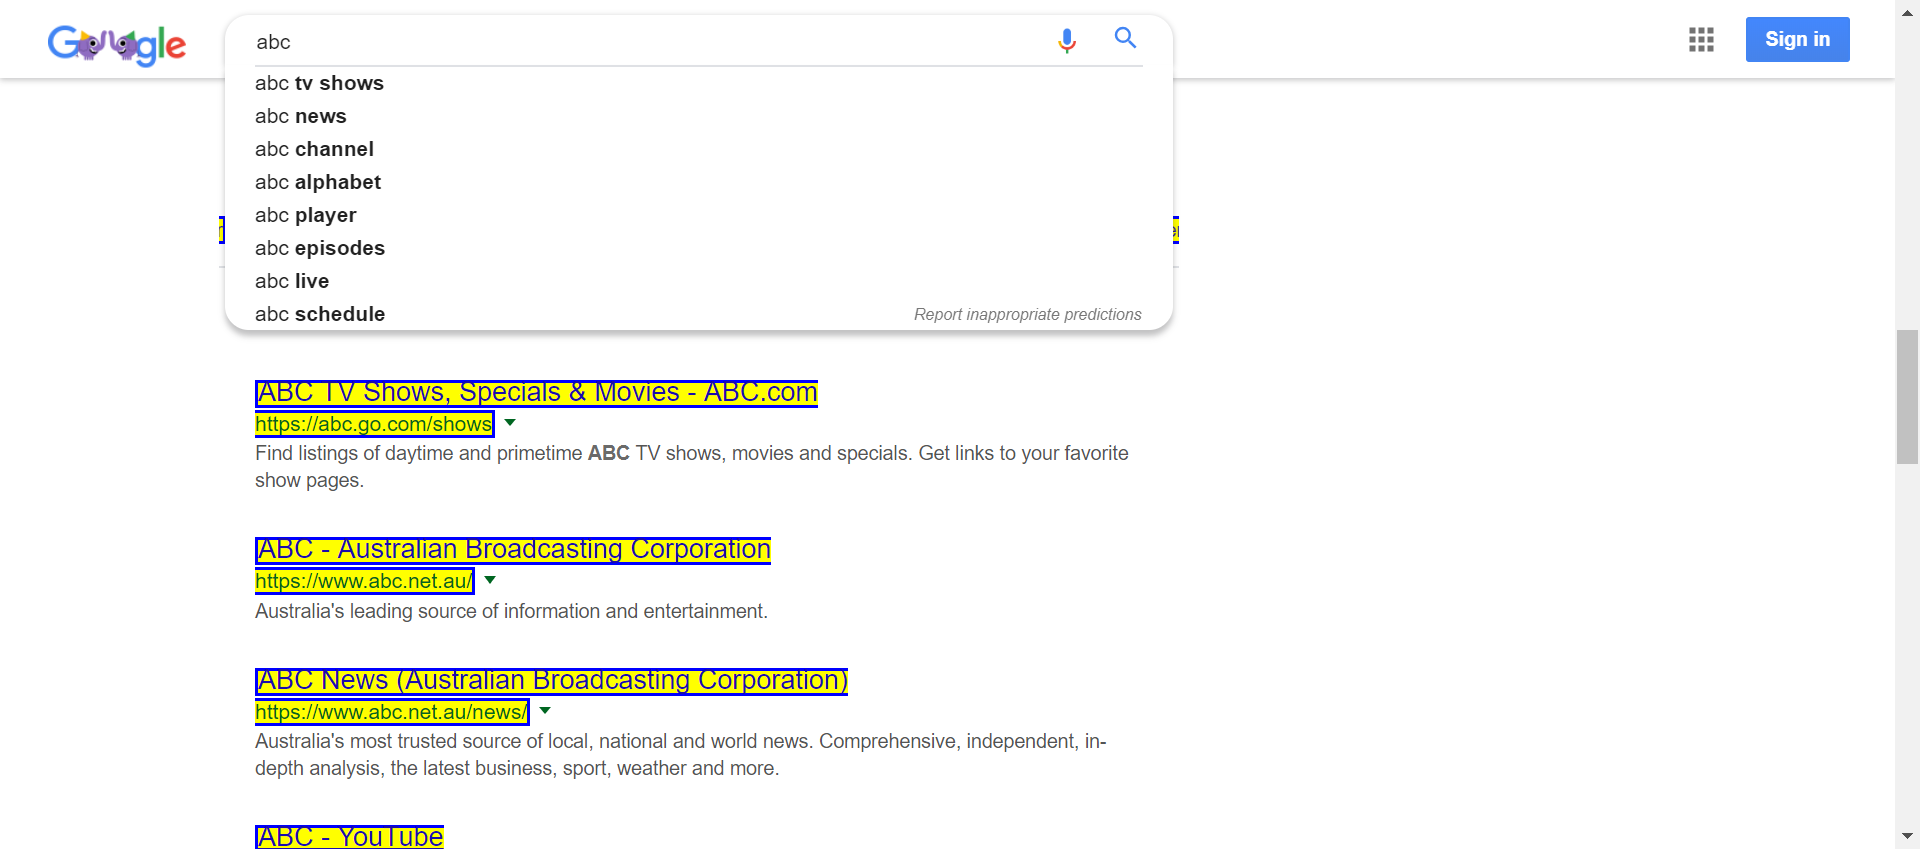 Google
abc
Sign in
abc tv shows
abc news
abc channel
abc alphabet
abc player
abc episodes
abc live
abc schedule
Report inappropriate predictions
ABC TV Shows, Specials & Movies - ABC.com
https://abc.go.com/shows
Find listings of daytime and primetime ABC TV shows, movies and specials. Get links to your favorite
show pages.
ABC - Australian Broadcasting Corporation
https://www.abc.net.au/
Australia's leading source of information and entertainment.
ABC News (Australian Broadcasting Corporation)
https://www.abc.net.au/news/
Australia's most trusted source of local, national and world news. Comprehensive, independent, in-
depth analysis, the latest business, sport, weather and more.
ABC - YouTube